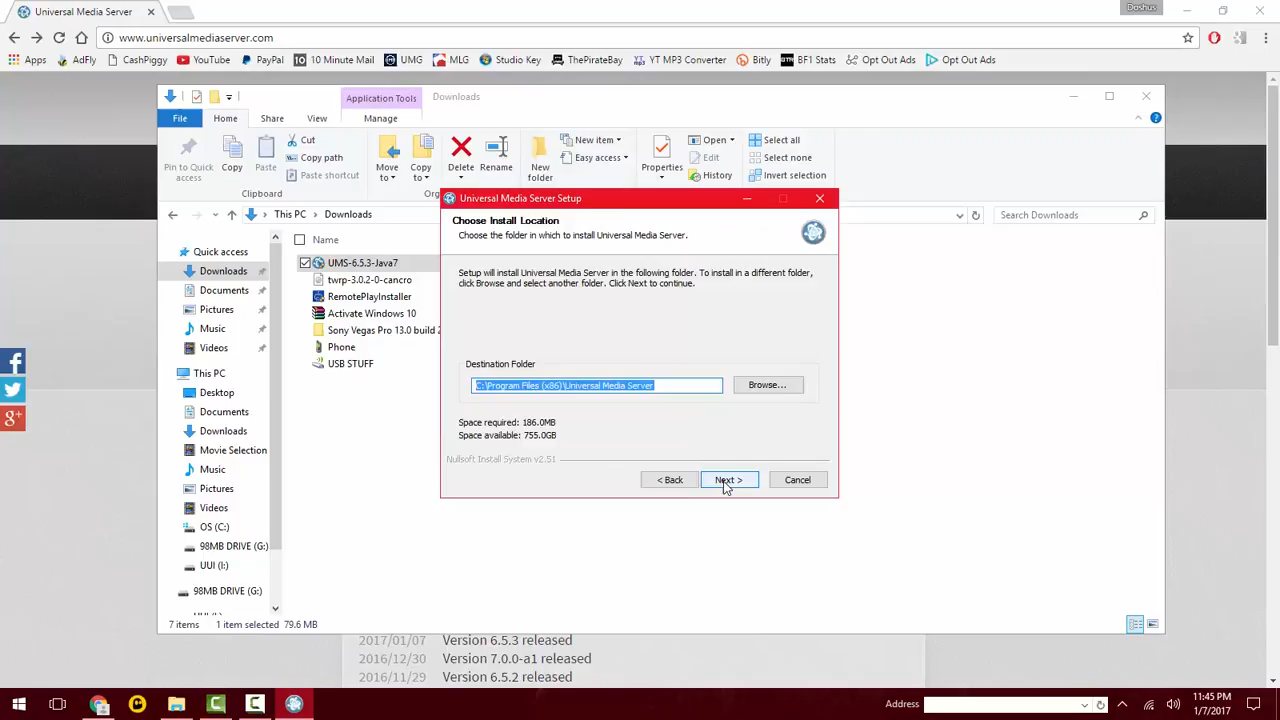 Universal Media Server
Doshus
www.universalmediaserver.com
Apps AdFly CashPiggy YouTube PayPal 10 Minute Mail UMG MLG Studio Key ThePirateBay YT MP3 Converter Bitly BF1 Stats Opt Out Ads Opt Out Ads
Application Tools Downloads
File Home Share View Manage
Pin to Quick access
Copy
Paste
Cut
Copy path
Paste shortcut
Clipboard
Move to
Copy to
Delete
Rename
Org
New folder
New item
Easy access
Properties
Open
Edit
History
Select all
Select none
Invert selection
This PC > Downloads
Search Downloads
Quick access
Downloads
Documents
Pictures
Music
Videos
This PC
Desktop
Documents
Downloads
Movie Selection
Music
Pictures
Videos
OS (C:)
98MB DRIVE (G:)
UUI (I:)
98MB DRIVE (G:)
Name
UMS-6.5.3-Java7
twrp-3.0.2-0-cancro
RemotePlayInstaller
Activate Windows 10
Sony Vegas Pro 13.0 build 2
Phone
USB STUFF
Universal Media Server Setup
Choose Install Location
Choose the folder in which to install Universal Media Server.
Setup will install Universal Media Server in the following folder. To install in a different folder,
click Browse and select another folder. Click Next to continue.
Destination Folder
C:\Program Files (x86)\Universal Media Server
Browse...
Space required: 186.0MB
Space available: 755.0GB
Nullsoft Install System v2.51
< Back Next > Cancel
7 items 1 item selected 79.6 MB
2017/01/07 Version 6.5.3 released
2016/12/30 Version 7.0.0-a1 released
2016/11/29 Version 6.5.2 released
Address
11:45 PM
1/7/2017